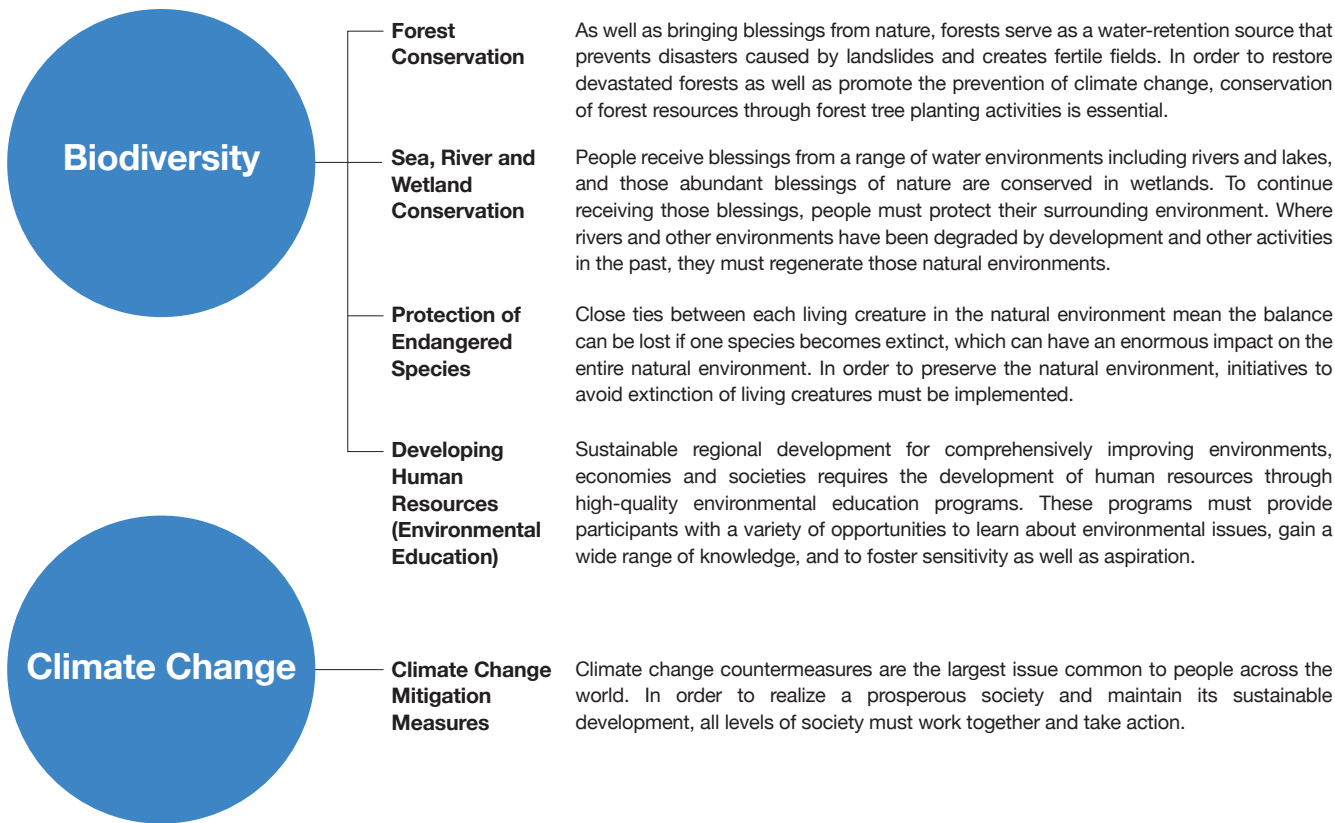 Biodiversity
Forest
Conservation
As well as bringing blessings from nature, forests serve as a water-retention source that
prevents disasters caused by landslides and creates fertile fields. In order to restore
devastated forests as well as promote the prevention of climate change, conservation
of forest resources through forest tree planting activities is essential.
Sea, River and
Wetland
Conservation
People receive blessings from a range of water environments including rivers and lakes,
and those abundant blessings of nature are conserved in wetlands. To continue
receiving those blessings, people must protect their surrounding environment. Where
rivers and other environments have been degraded by development and other activities
in the past, they must regenerate those natural environments.
Protection of
Endangered
Species
Close ties between each living creature in the natural environment mean the balance
can be lost if one species becomes extinct, which can have an enormous impact on the
entire natural environment. In order to preserve the natural environment, initiatives to
avoid extinction of living creatures must be implemented.
Developing
Human
Resources
(Environmental
Education)
Sustainable regional development for comprehensively improving environments,
economies and societies requires the development of human resources through
high-quality environmental education programs. These programs must provide
participants with a variety of opportunities to learn about environmental issues, gain a
wide range of knowledge, and to foster sensitivity as well as aspiration.
Climate Change
Climate Change
Mitigation
Measures
Climate change countermeasures are the largest issue common to people across the
world. In order to realize a prosperous society and maintain its sustainable
development, all levels of society must work together and take action.